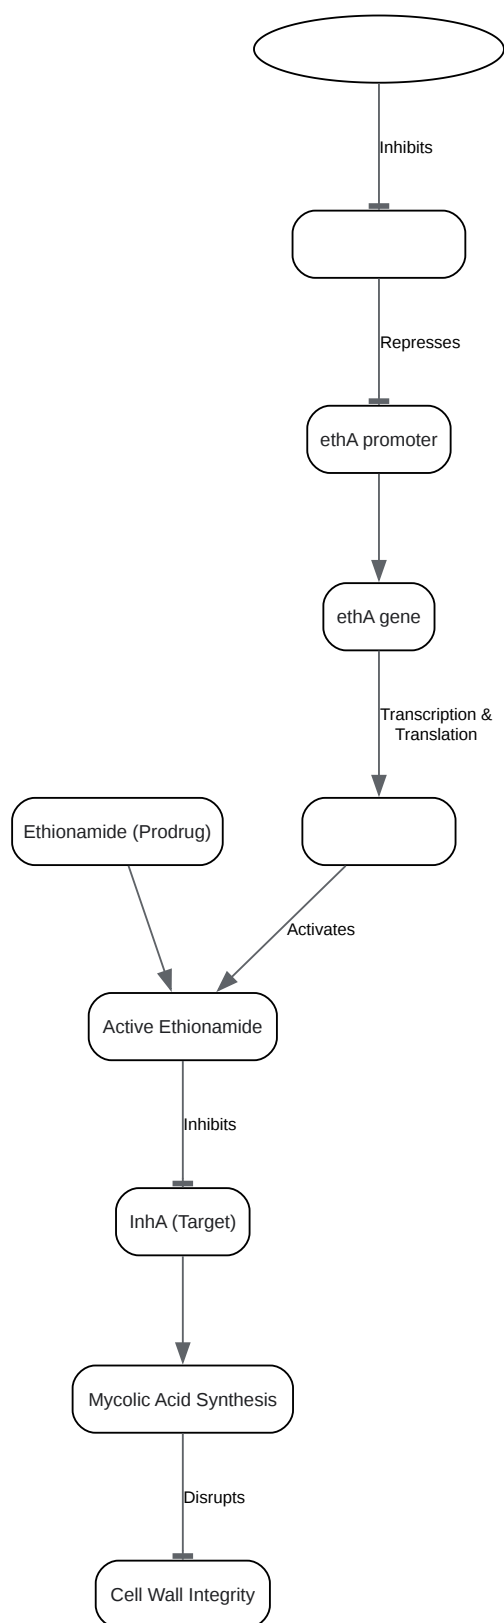 Inhibits
Represses
ethA promoter
ethA gene
Transcription &
Translation
Ethionamide (Prodrug)
Activates
Active Ethionamide
Inhibits
InhA (Target)
Mycolic Acid Synthesis
Disrupts
Cell Wall Integrity